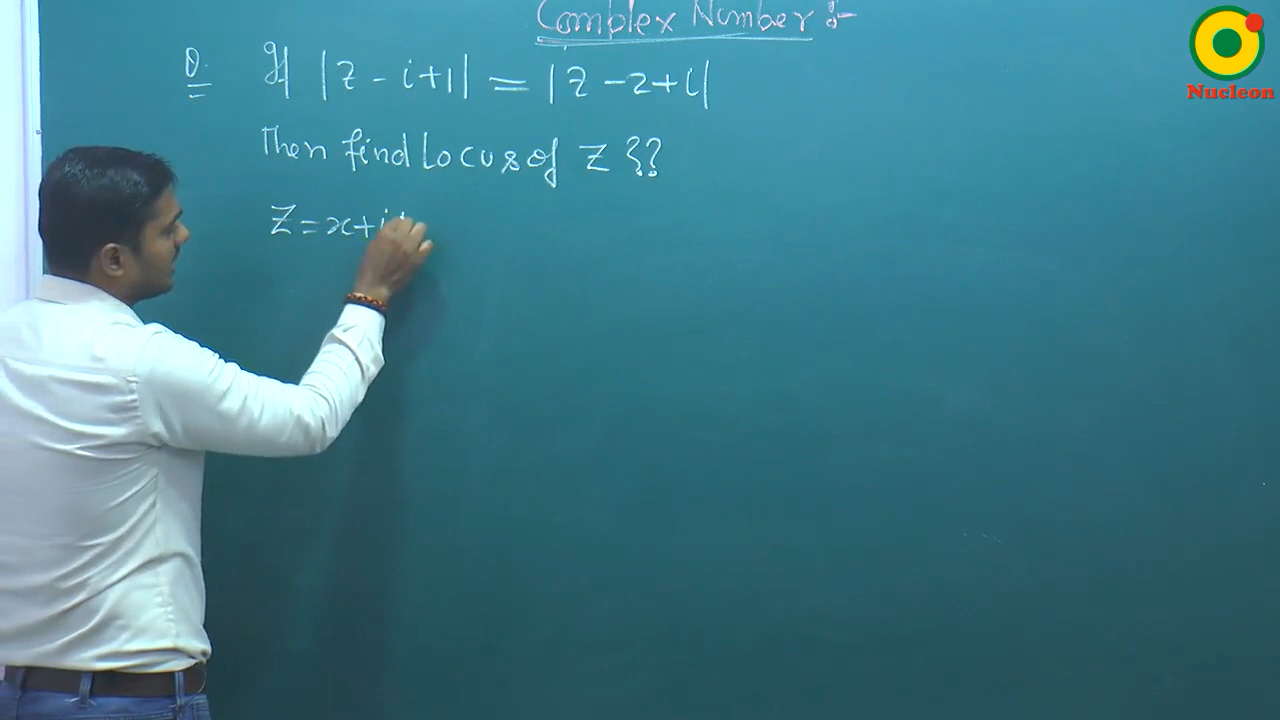 Complex Number :-
Nucleon
Q. If |z - i+1| = |z - 2+i|
Then find Locus of z ??
z = x+i